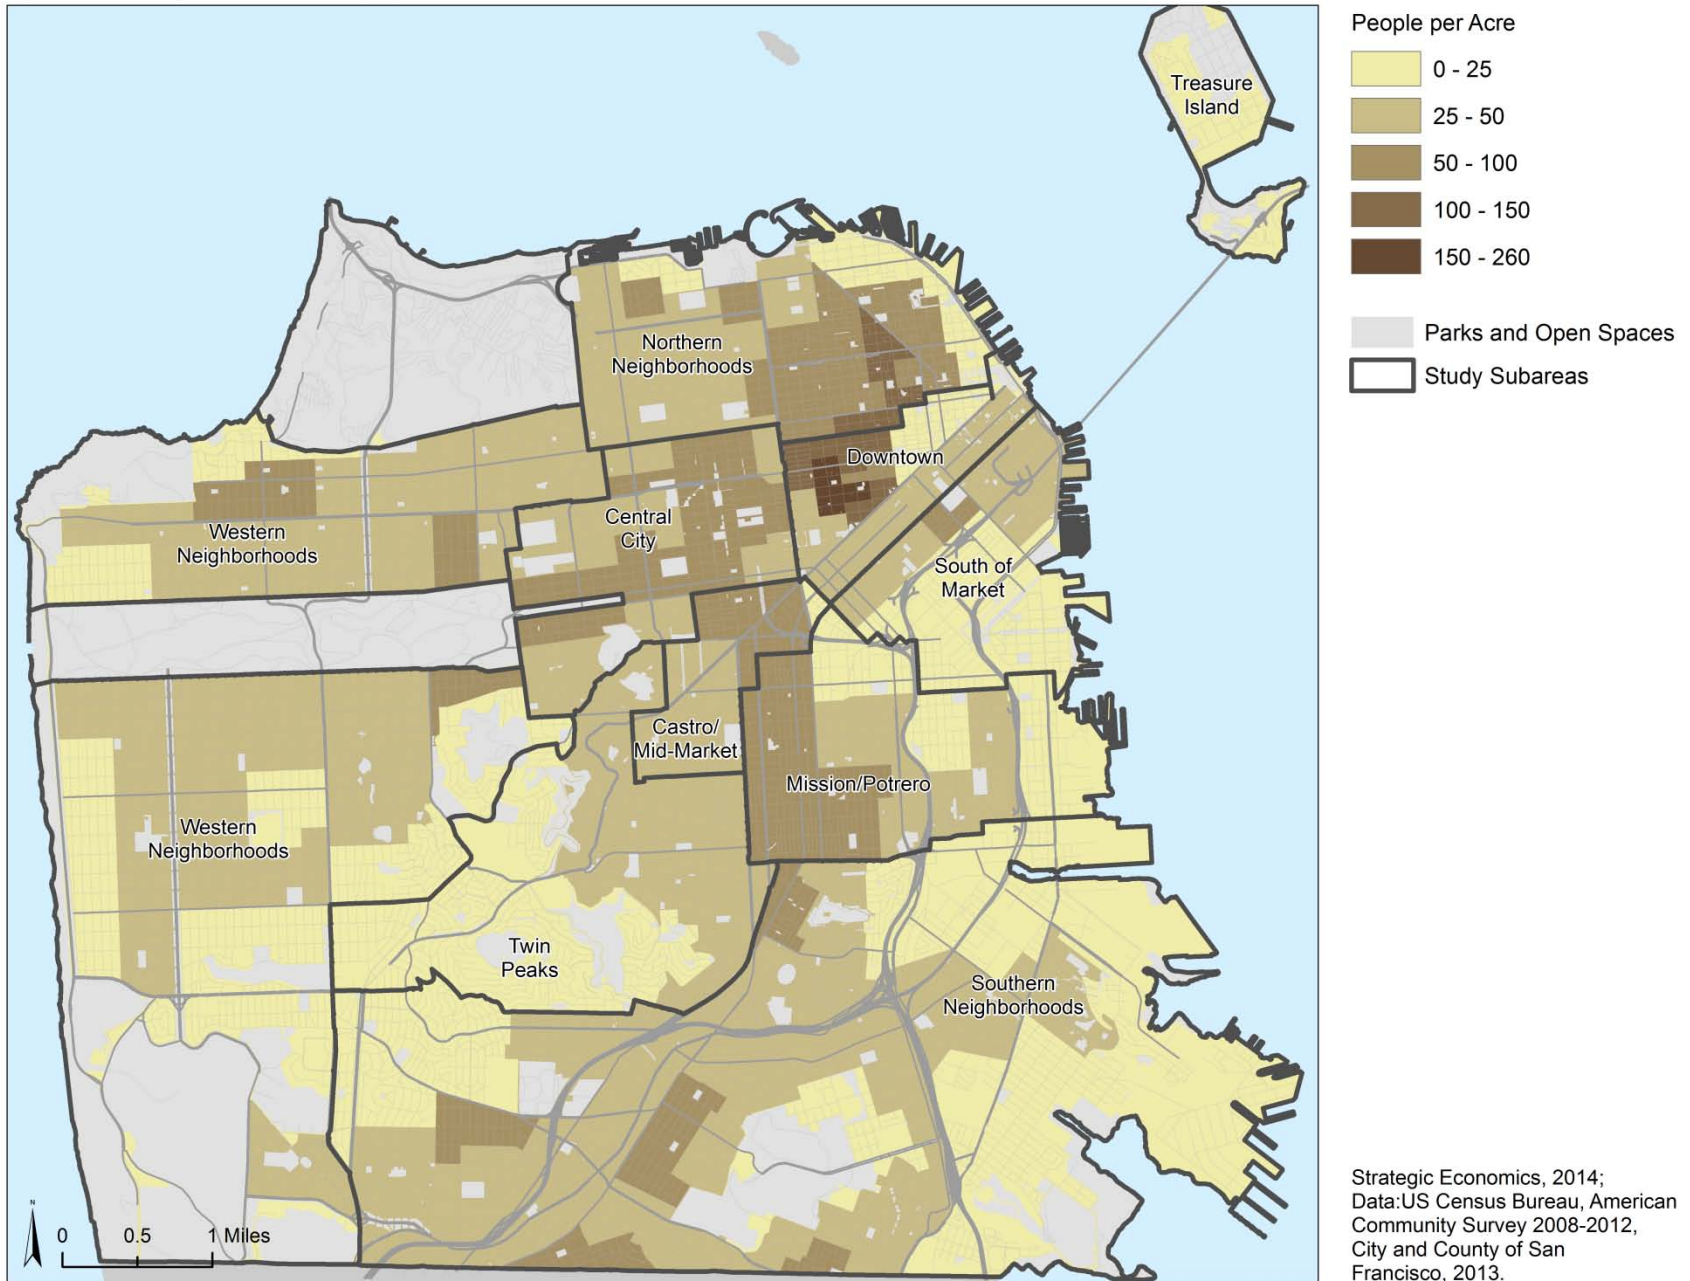 People per Acre
0 - 25
25 - 50
50 - 100
100 - 150
150 - 260
Parks and Open Spaces
Study Subareas
Treasure
Island
Northern
Neighborhoods
Downtown
Central
City
Western
Neighborhoods
South of
Market
Castro/
Mid-Market
Mission/Potrero
Western
Neighborhoods
Twin
Peaks
Southern
Neighborhoods
N
0 0.5 1 Miles
Strategic Economics, 2014;
Data:US Census Bureau, American
Community Survey 2008-2012,
City and County of San
Francisco, 2013.